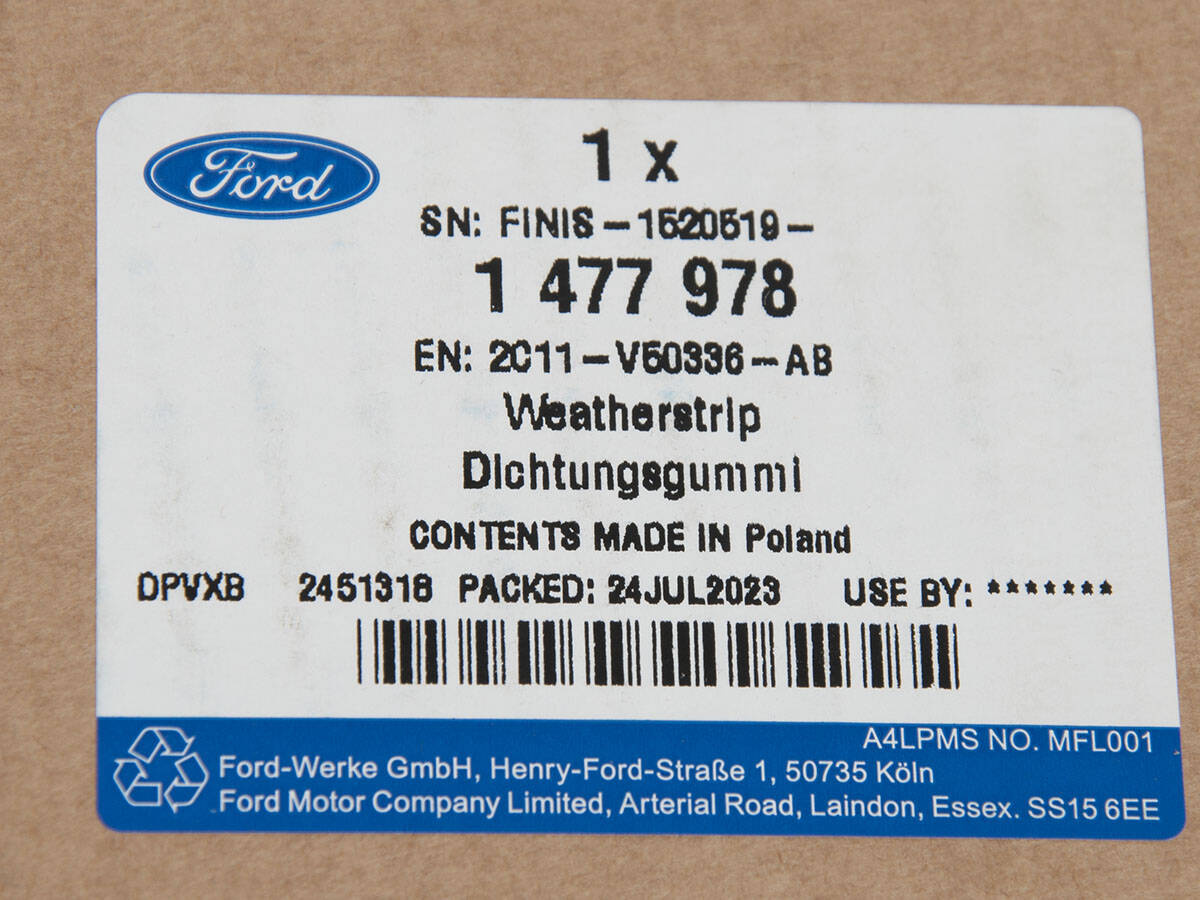 Ford
1 x
SN: FINIS-1520519-
1 477 978
EN: 2C11-V50336-AB
Weatherstrip
Dichtungsgummi
CONTENTS MADE IN Poland
DPVXB 2451318 PACKED: 24JUL2023 USE BY: *******
A4LPMS NO. MFL001
Ford-Werke GmbH, Henry-Ford-Straße 1, 50735 Köln
Ford Motor Company Limited, Arterial Road, Laindon, Essex. SS15 6EE